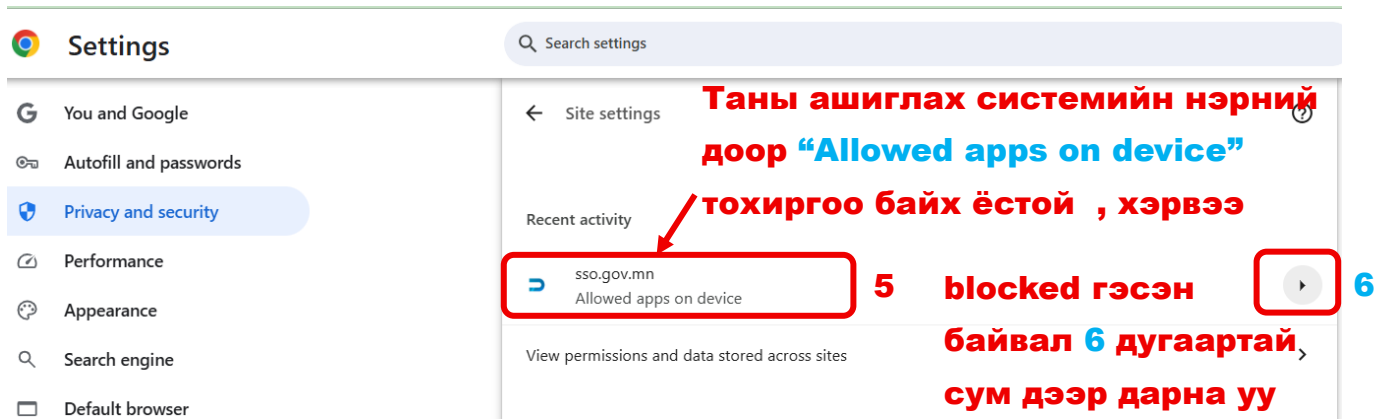 Settings
Search settings
You and Google
Autofill and passwords
Privacy and security
Performance
Appearance
Search engine
Default browser
Site settings
Таны ашиглах системийн нэрний
доор “Allowed apps on device”
тохиргоо байх ёстой , хэрвээ
Recent activity
sso.gov.mn
Allowed apps on device
5
blocked гэсэн
6
байвал 6 дугаартай
сум дээр дарна уу
View permissions and data stored across sites